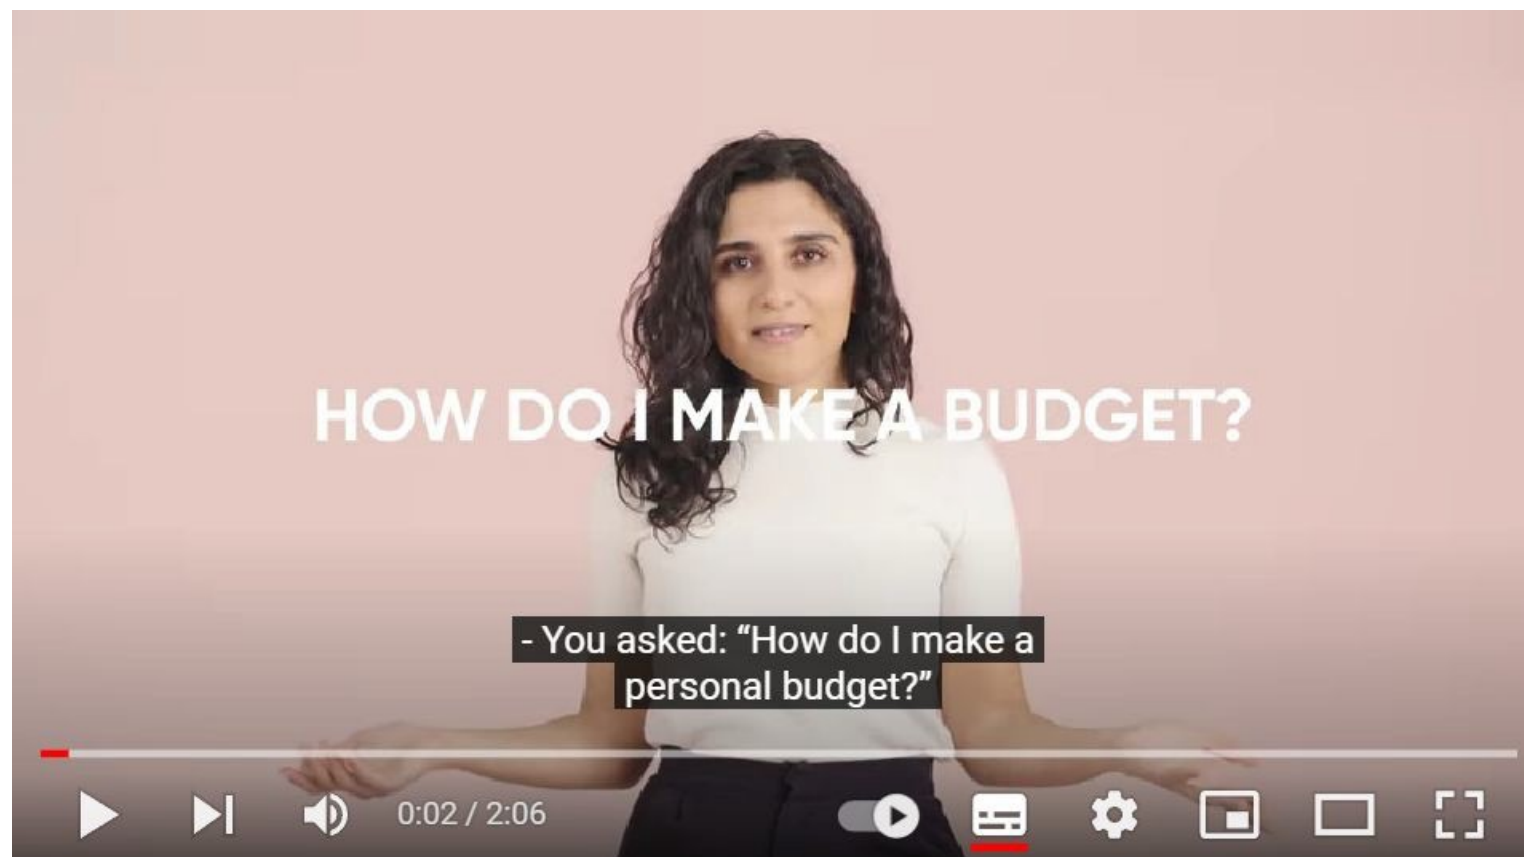 HOW DO I MAKE A BUDGET?
- You asked: “How do I make a
personal budget?”
0:02 / 2:06